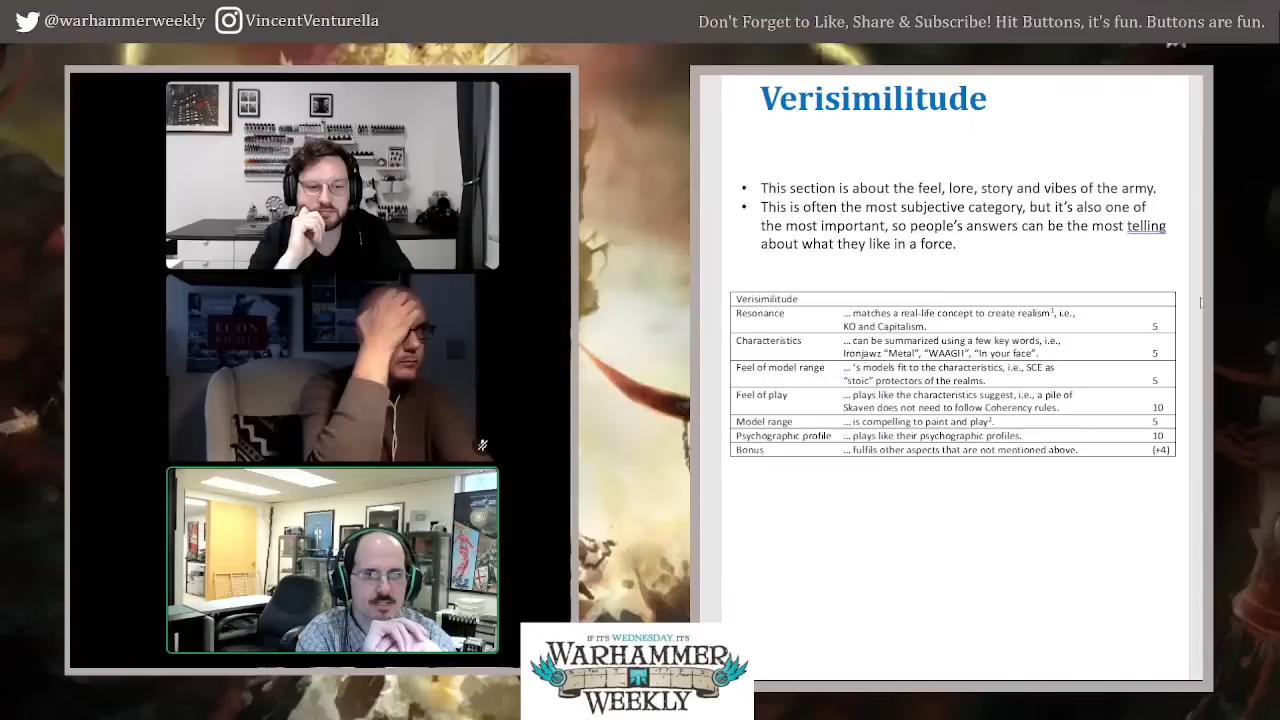 @warhammerweekly VincentVenturella
Don't Forget to Like, Share & Subscribe! Hit Buttons, it's fun. Buttons are fun.
Verisimilitude
• This section is about the feel, lore, story and vibes of the army.
• This is often the most subjective category, but it's also one of
the most important, so people's answers can be the most telling
about what they like in a force.
Verisimilitude
Resonance … matches a real-life concept to create realism¹, i.e.,
KO and Capitalism. 5
Characteristics … can be summarized using a few key words, i.e.,
Ironjawz "Metal", "WAAGH", "In your face". 5
Feel of model range … 's models fit to the characteristics, i.e., SCE as
"stoic" protectors of the realms. 5
Feel of play … plays like the characteristics suggest, i.e., a pile of
Skaven does not need to follow Coherency rules. 10
Model range … is compelling to paint and play². 5
Psychographic profile … plays like their psychographic profiles. 10
Bonus … fulfils other aspects that are not mentioned above. (+4)
IF IT'S WEDNESDAY, IT'S
WARHAMMER
WEEKLY